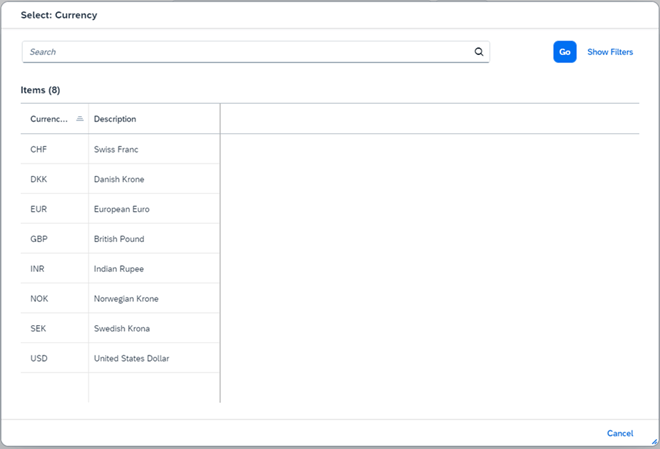 Select: Currency
Search Go Show Filters
Items (8)
Currenc... Description
CHF Swiss Franc
DKK Danish Krone
EUR European Euro
GBP British Pound
INR Indian Rupee
NOK Norwegian Krone
SEK Swedish Krona
USD United States Dollar
Cancel